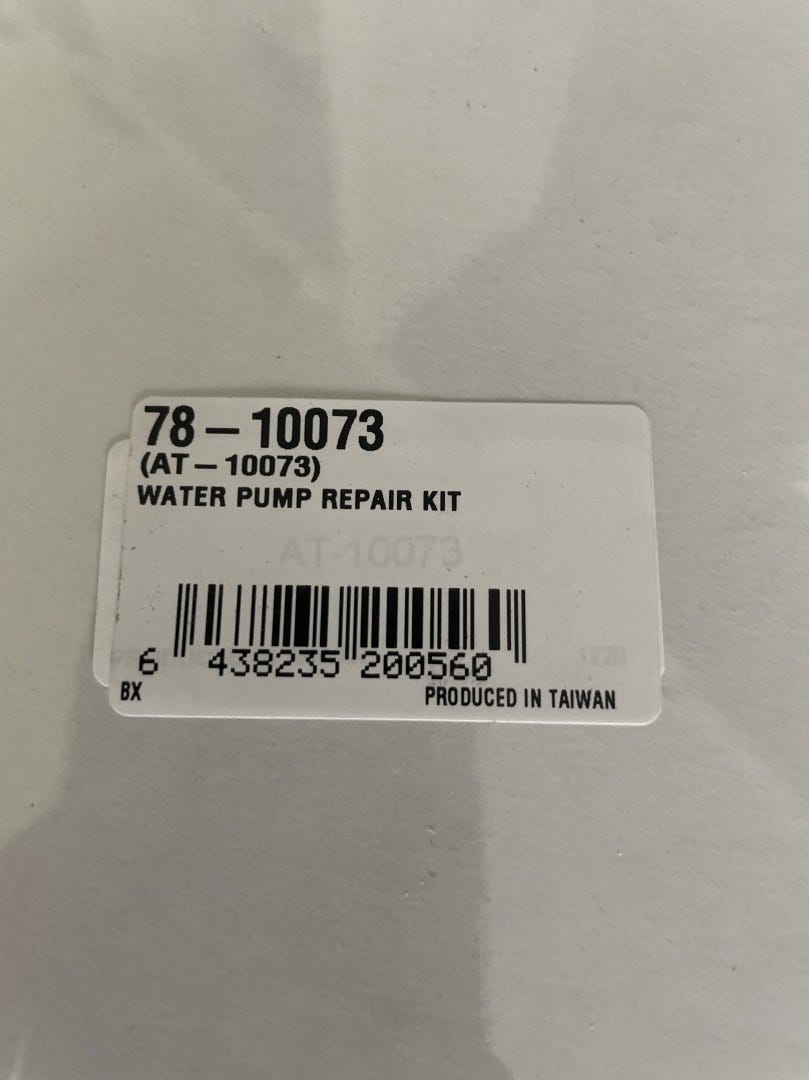 78-10073
(AT-10073)
WATER PUMP REPAIR KIT
AT-10073
6 438235 200560
BX
PRODUCED IN TAIWAN